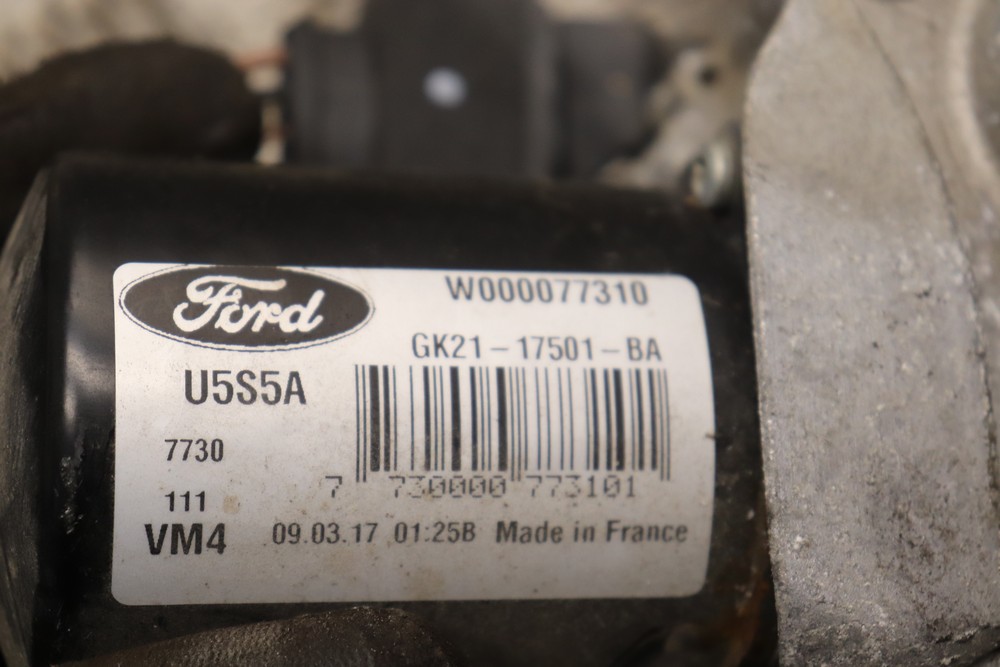 Ford
W000077310
GK21-17501-BA
U5S5A
7730
111
7 730000 773101
VM4
09.03.17 01:25B Made in France